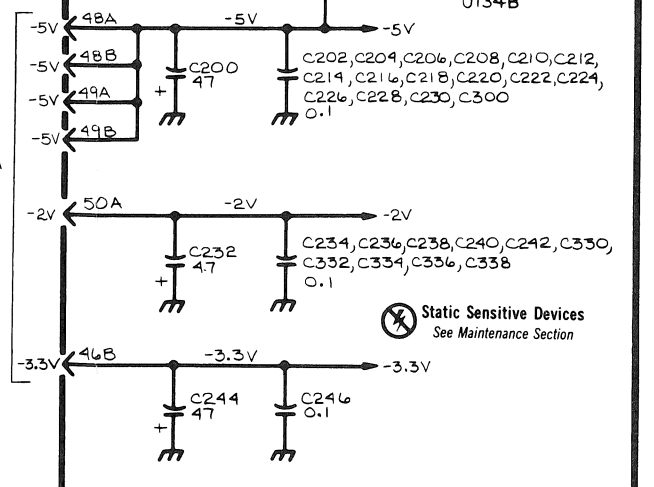 U134B
-5V 48A -5V -5V
-5V 48B
C200
47
+
C202,C204,C206,C208,C210,C212,
C214,C216,C218,C220,C222,C224,
C226,C228,C230,C300
0.1
-5V 49A
-5V 49B
-2V 50A -2V -2V
C232
4.7
+
C234,C236,C238,C240,C242,C330,
C332,C334,C336,C338
0.1
Static Sensitive Devices
See Maintenance Section
-3.3V 46B -3.3V -3.3V
C244
47
+
C246
0.1